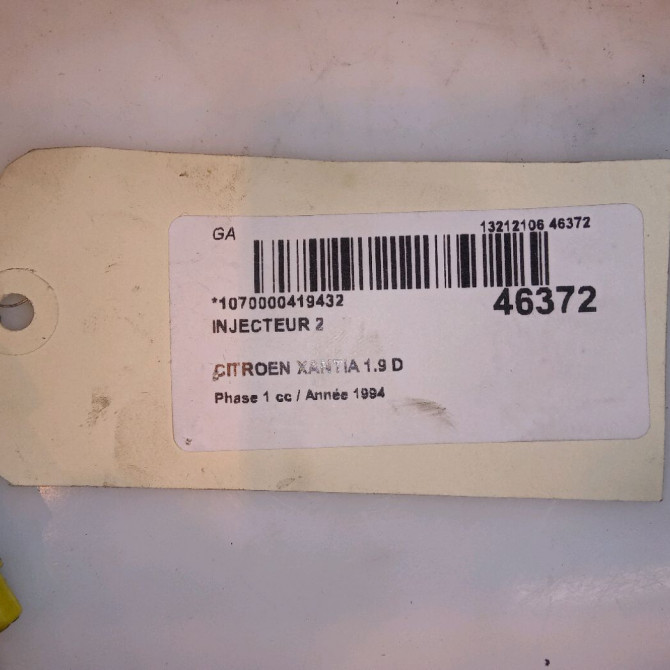 GA
13212106 46372
*1070000419432
46372
INJECTEUR 2
CITROEN XANTIA 1.9 D
Phase 1 cc / Année 1994